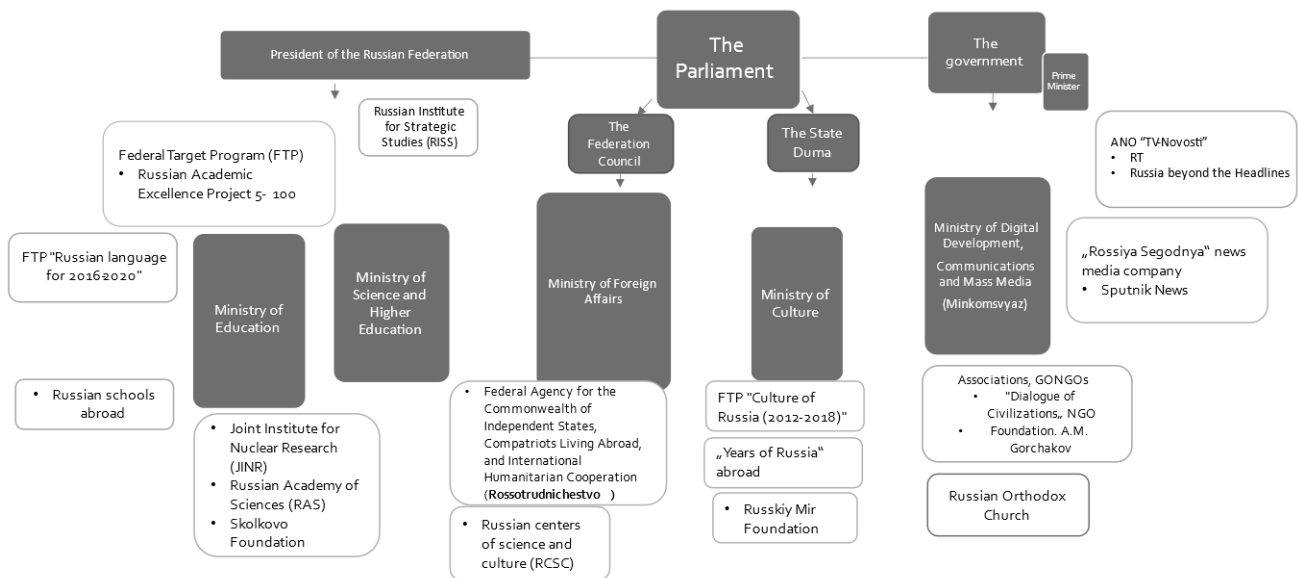 President of the Russian Federation
The
Parliament
The
government
Prime
Minister
Russian Institute
for Strategic
Studies (RISS)
The
Federation
Council
The State
Duma
ANO “TV-Novosti”
• RT
• Russia beyond the Headlines
Federal Target Program (FTP)
• Russian Academic
Excellence Project 5- 100
FTP "Russian language
for 2016-2020"
Ministry of
Education
Ministry of
Science and
Higher
Education
Ministry of Foreign
Affairs
Ministry of
Culture
Ministry of Digital
Development,
Communications
and Mass Media
(Minkomsvyaz)
„Rossiya Segodnya“ news
media company
• Sputnik News
• Russian schools
abroad
• Joint Institute for
Nuclear Research
(JINR)
• Russian Academy of
Sciences (RAS)
• Skolkovo
Foundation
• Federal Agency for the
Commonwealth of
Independent States,
Compatriots Living Abroad,
and International
Humanitarian Cooperation
(Rossotrudnichestvo )
• Russian centers
of science and
culture (RCSC)
FTP "Culture of
Russia (2012-2018)"
„Years of Russia“
abroad
• Russkiy Mir
Foundation
Associations, GONGOs
• "Dialogue of
Civilizations„ NGO
• Foundation. A.M.
Gorchakov
Russian Orthodox
Church